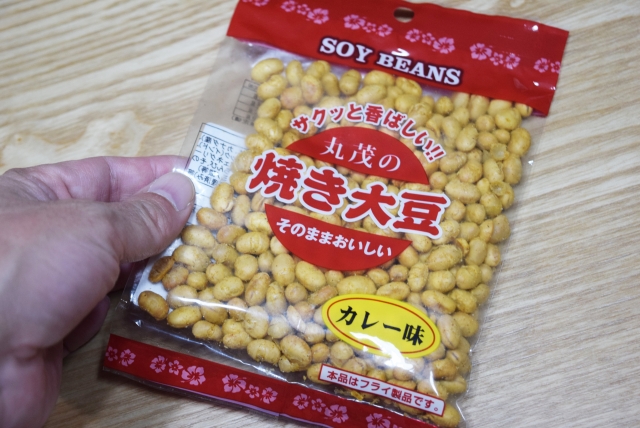 SOY BEANS
サクッと香ばしい!!
丸茂の
焼き大豆
そのままおいしい
カレー味
本品はフライ製品です。